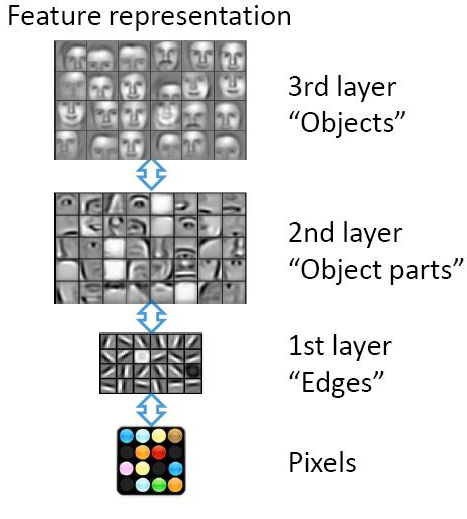 Feature representation
3rd layer
“Objects”
2nd layer
“Object parts”
1st layer
“Edges”
Pixels